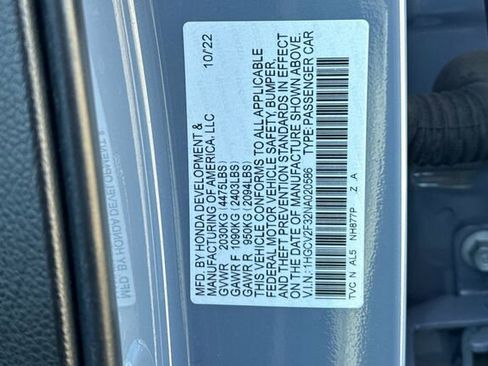 MFD. BY HONDA DEVELOPMENT & 10/22
MANUFACTURING OF AMERICA, LLC
GVWR 2030KG (4475LBS)
GAWR F 1090KG (2403LBS)
GAWR R 950KG (2094LBS)
THIS VEHICLE CONFORMS TO ALL APPLICABLE
FEDERAL MOTOR VEHICLE SAFETY, BUMPER,
AND THEFT PREVENTION STANDARDS IN EFFECT
ON THE DATE OF MANUFACTURE SHOWN ABOVE.
V.I.N.: 1HGCV2F32NA020586 TYPE:PASSENGER CAR
TVC N AL5 NH877P Z A